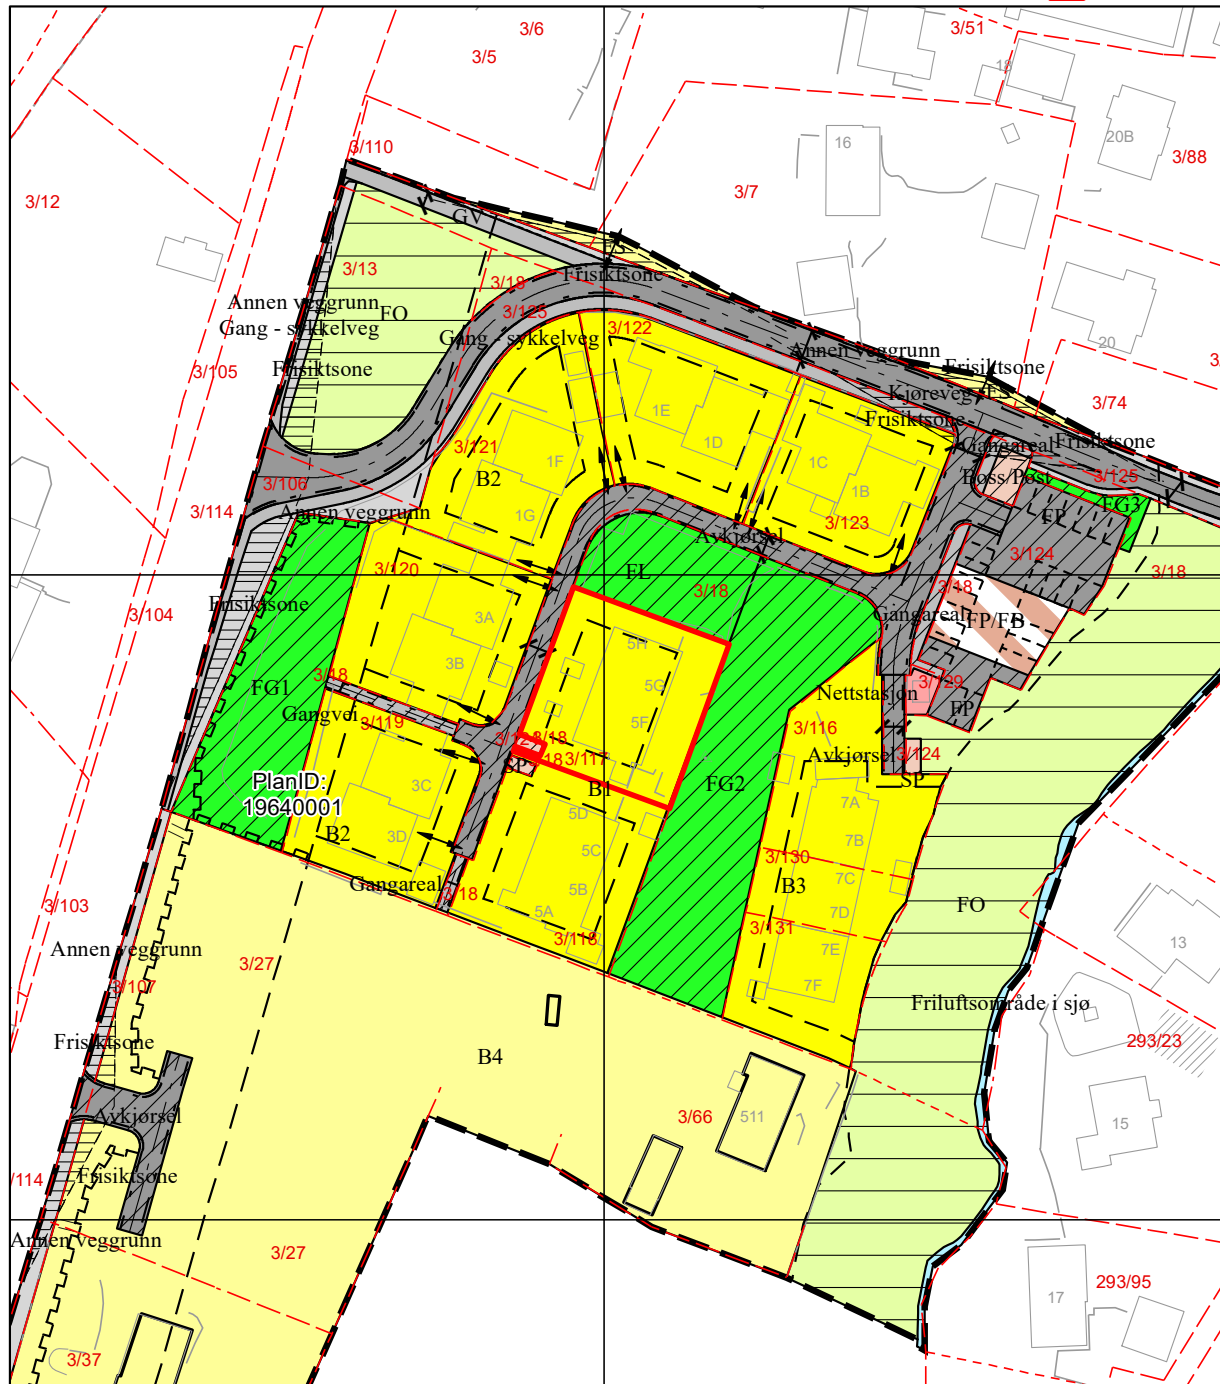 3/6
3/51
3/5
18
20B
3/110
16
3/88
3/7
3/12
GV
FS
3/13
3/18
Frisiktsone
Annen veggrunn
3/125
FO
Gang - sykkelveg
3/122
Gang - sykkelveg
20
Annen veggrunn
Frisiktsone
3/105
Frisiktsone
Kjøreveg
FS
3/74
1E
Frisiktsone
1D
3/121
Gangareal
Frisiktsone
1F
1C
B2
Boss/Post
3/125
3/106
1B
FG3
3/114
Annen veggrunn
FP
1G
3/123
Avkjørsel
3/124
3/120
FL
3/18
3/18
3/18
Frisiktsone
3/104
Gangareal
FP/FB
3A
5H
3B
3/18
FG1
5G
3/129
Nettstasjon
Gangvei
FP
3/119
5F
3/116
3/18
3/117
Avkjørsel
3/124
SP
SP
PlanID:
19640001
3C
B1
FG2
7A
5D
B2
3D
7B
5C
3/130
7C
Gangareal
B3
3/18
5B
3/103
FO
5A
7D
3/131
3/118
Annen veggrunn
7E
13
3/27
3/107
7F
Friluftsområde i sjø
Frisiktsone
293/23
B4
Avkjørsel
3/66
511
15
Frisiktsone
/114
Annen veggrunn
3/27
293/95
17
3/37